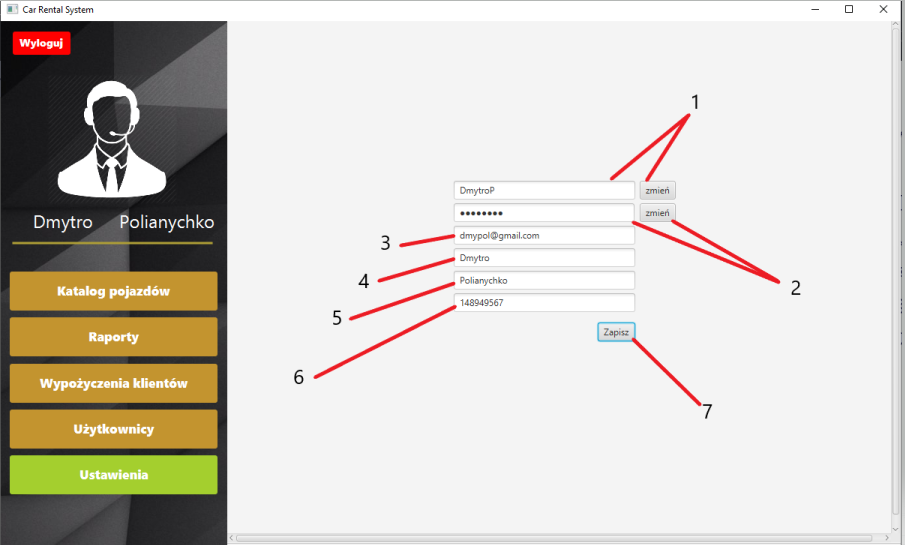 Car Rental System
Wyloguj
Dmytro Polianychko
Katalog pojazdów
Raporty
Wypożyczenia klientów
Użytkownicy
Ustawienia
1
DmytroP zmień
●●●●●●●● zmień
3 dmypol@gmail.com
4 Dmytro
2
5 Polianychko
6 148949567
Zapisz
7